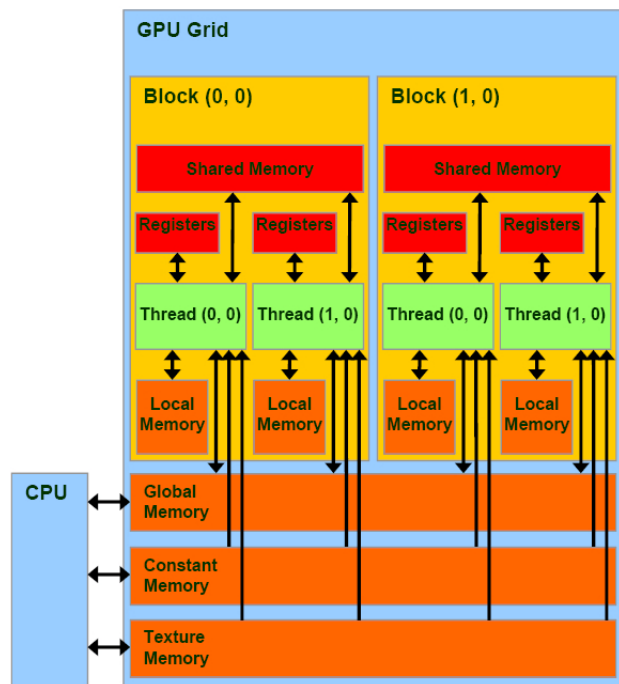 GPU Grid
Block (0, 0)
Shared Memory
Registers
Registers
Thread (0, 0)
Thread (1, 0)
Local
Memory
Local
Memory
Block (1, 0)
Shared Memory
Registers
Registers
Thread (0, 0)
Thread (1, 0)
Local
Memory
Local
Memory
CPU
Global
Memory
Constant
Memory
Texture
Memory